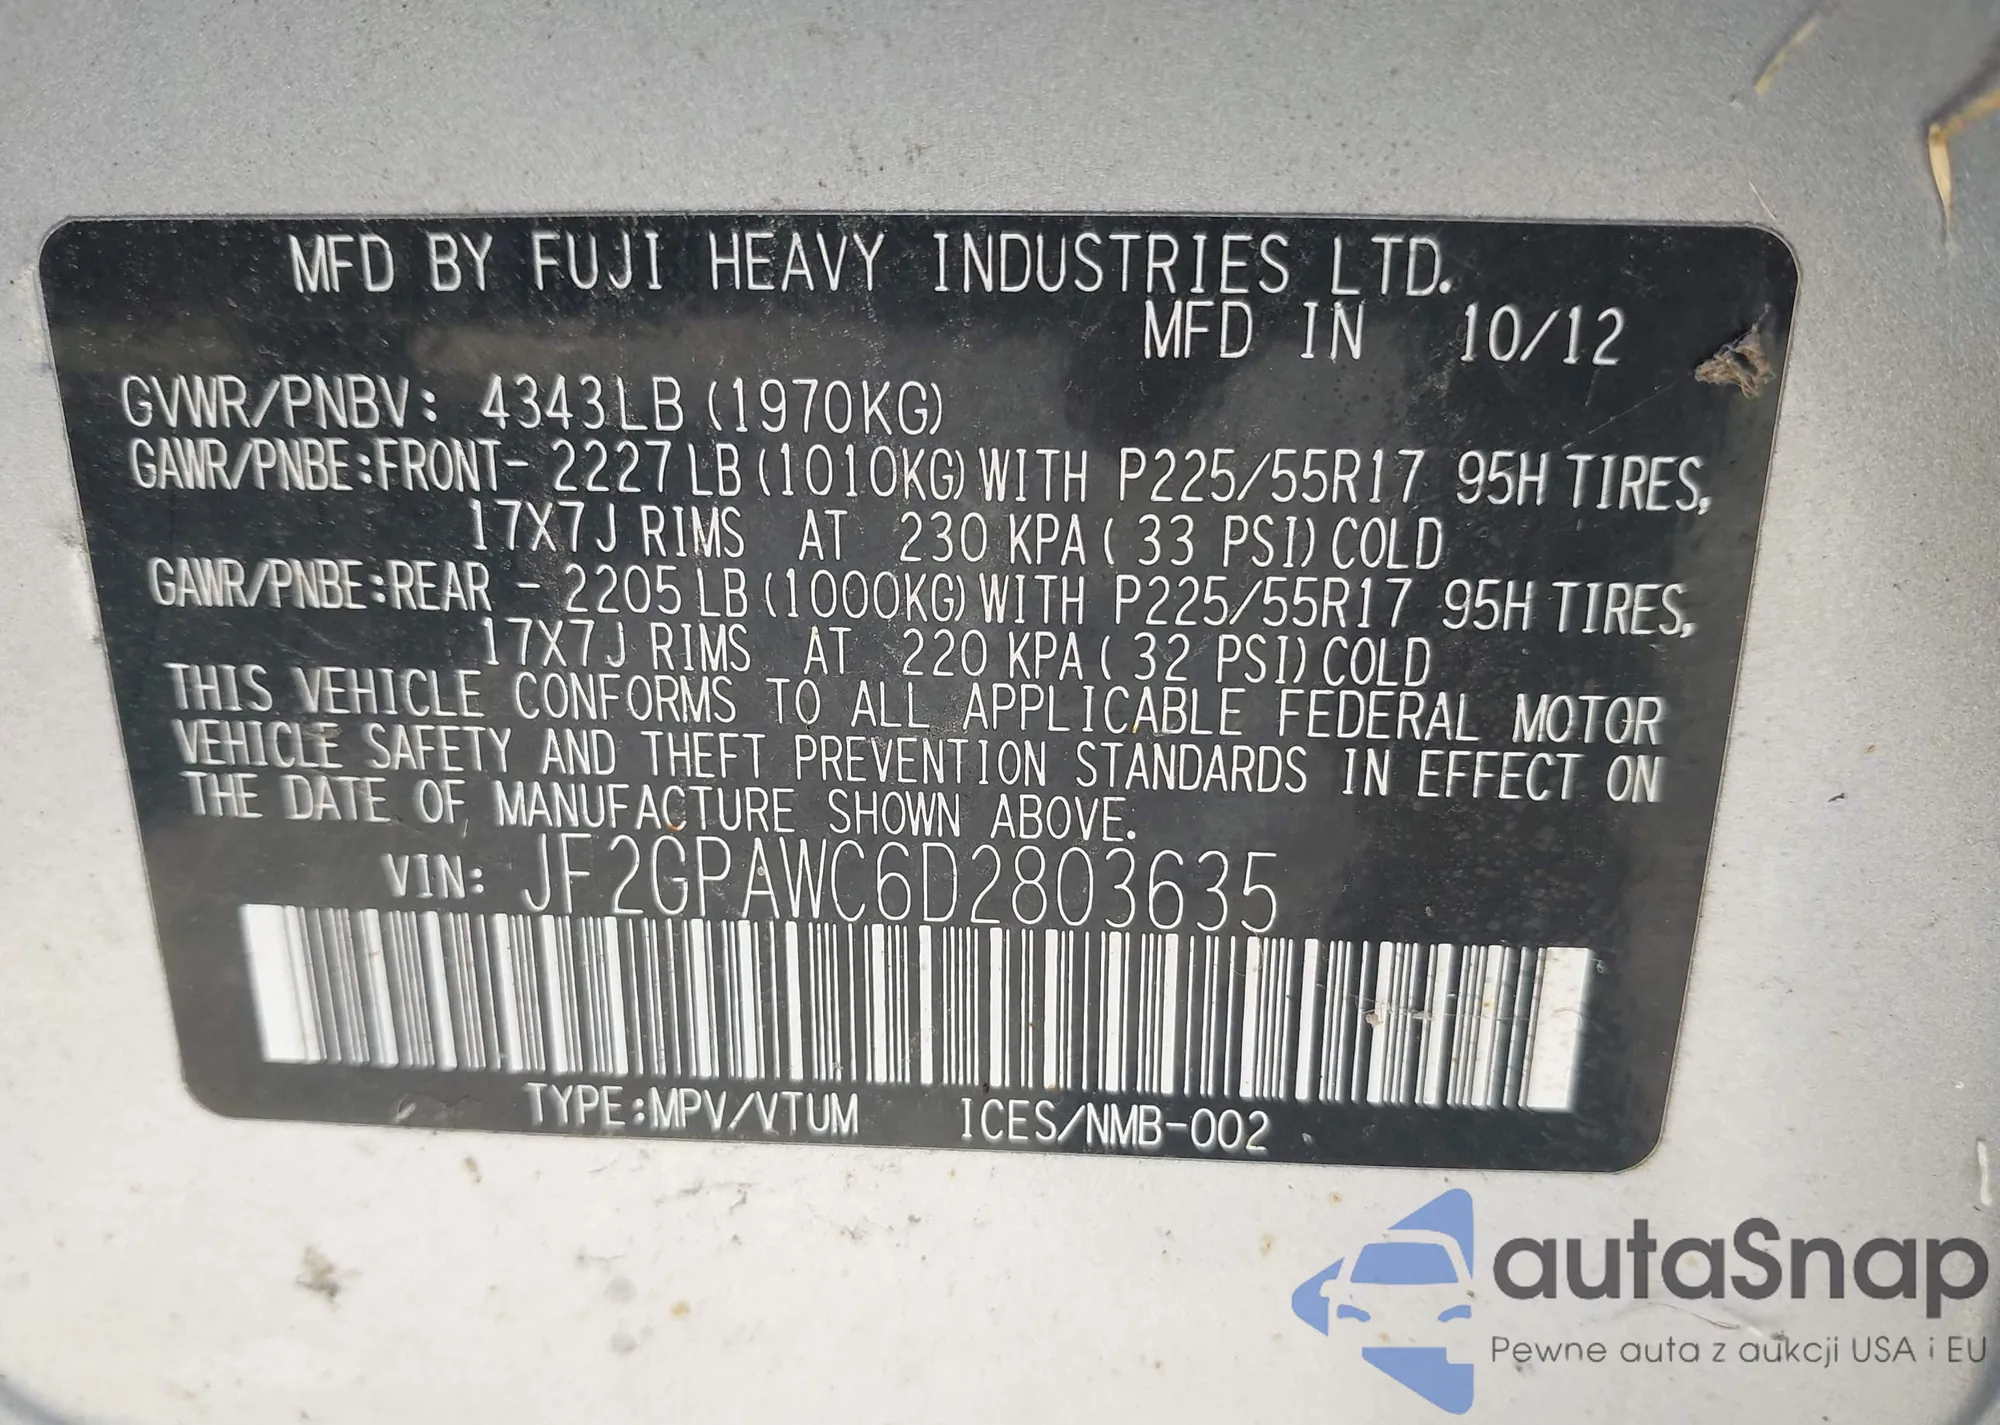 MFD BY FUJI HEAVY INDUSTRIES LTD.
MFD IN 10/12
GVWR/PNBV: 4343LB (1970KG)
GAWR/PNBE:FRONT- 2227LB (1010KG) WITH P225/55R17 95H TIRES,
17X7J RIMS AT 230 KPA ( 33 PSI) COLD
GAWR/PNBE:REAR - 2205LB (1000KG) WITH P225/55R17 95H TIRES,
17X7J RIMS AT 220 KPA ( 32 PSI) COLD
THIS VEHICLE CONFORMS TO ALL APPLICABLE FEDERAL MOTOR
VEHICLE SAFETY AND THEFT PREVENTION STANDARDS IN EFFECT ON
THE DATE OF MANUFACTURE SHOWN ABOVE.
VIN: JF2GPAWC6D2803635
TYPE:MPV/VTUM ICES/NMB-002
autaSnap
Pewne auta z aukcji USA i EU